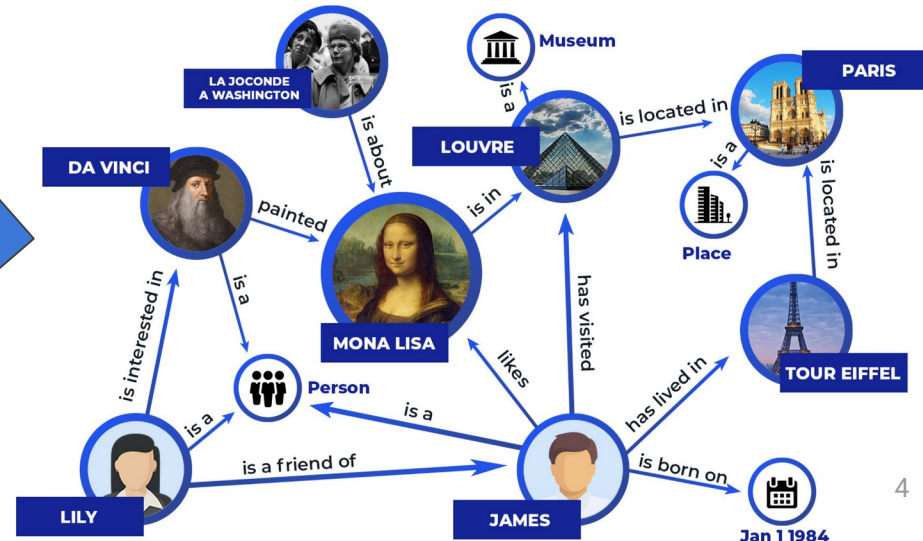 LA JOCONDE
A WASHINGTON
Museum
PARIS
is a
is located in
LOUVRE
is about
is a
DA VINCI
is located in
painted
is in
Place
is a
has visited
is interested in
MONA LISA
TOUR EIFFEL
likes
Person
has lived in
is a
is a
is a friend of
is born on
4
LILY
JAMES
Jan 1 1984